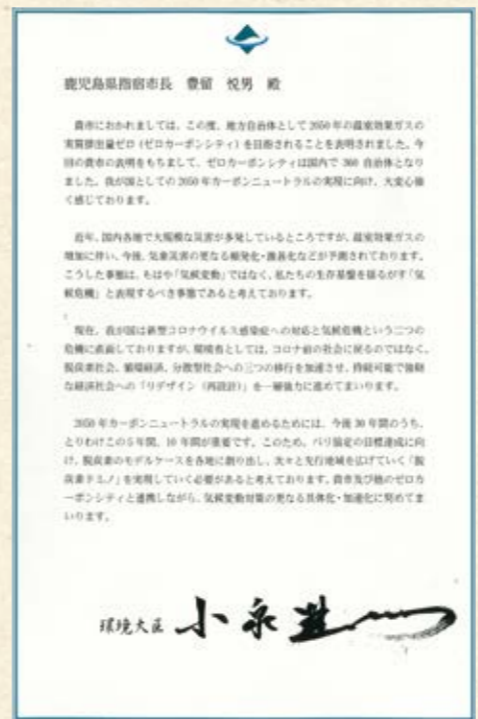 鹿児島県指宿市長 豊留 悦男 殿
貴市におかれましては、この度、地方自治体として2050年の温室効果ガスの
実質排出量ゼロ（ゼロカーボンシティ）を目指されることを表明されました。今
回の貴市の表明をもちまして、ゼロカーボンシティは国内で360自治体となり
ました。我が国としての2050年カーボンニュートラルの実現に向け、大変心強
く感じております。
近年、国内各地で大規模な災害が多発しているところですが、温室効果ガスの
増加に伴い、今後、気象災害の更なる頻発化・激甚化などが予測されております。
こうした事態は、もはや「気候変動」ではなく、私たちの生存基盤を揺るがす「気
候危機」と表現するべき事態であると考えております。
現在、我が国は新型コロナウイルス感染症への対応と気候危機という二つの
危機に直面しておりますが、環境省としては、コロナ前の社会に戻るのではなく、
脱炭素社会、循環経済、分散型社会への三つの移行を加速させ、持続可能で強靱
な経済社会への「リデザイン（再設計）」を一層強力に進めてまいります。
2050年カーボンニュートラルの実現を進めるためには、今後30年間のうち、
とりわけこの5年間、10年間が重要です。このため、パリ協定の目標達成に向
け、脱炭素のモデルケースを各地に創り出し、次々と先行地域を広げていく「脱
炭素ドミノ」を実現していく必要があると考えております。貴市及び他のゼロカ
ーボンシティと連携しながら、気候変動対策の更なる具体化・加速化に努めてま
いります。
環境大臣 小泉進一